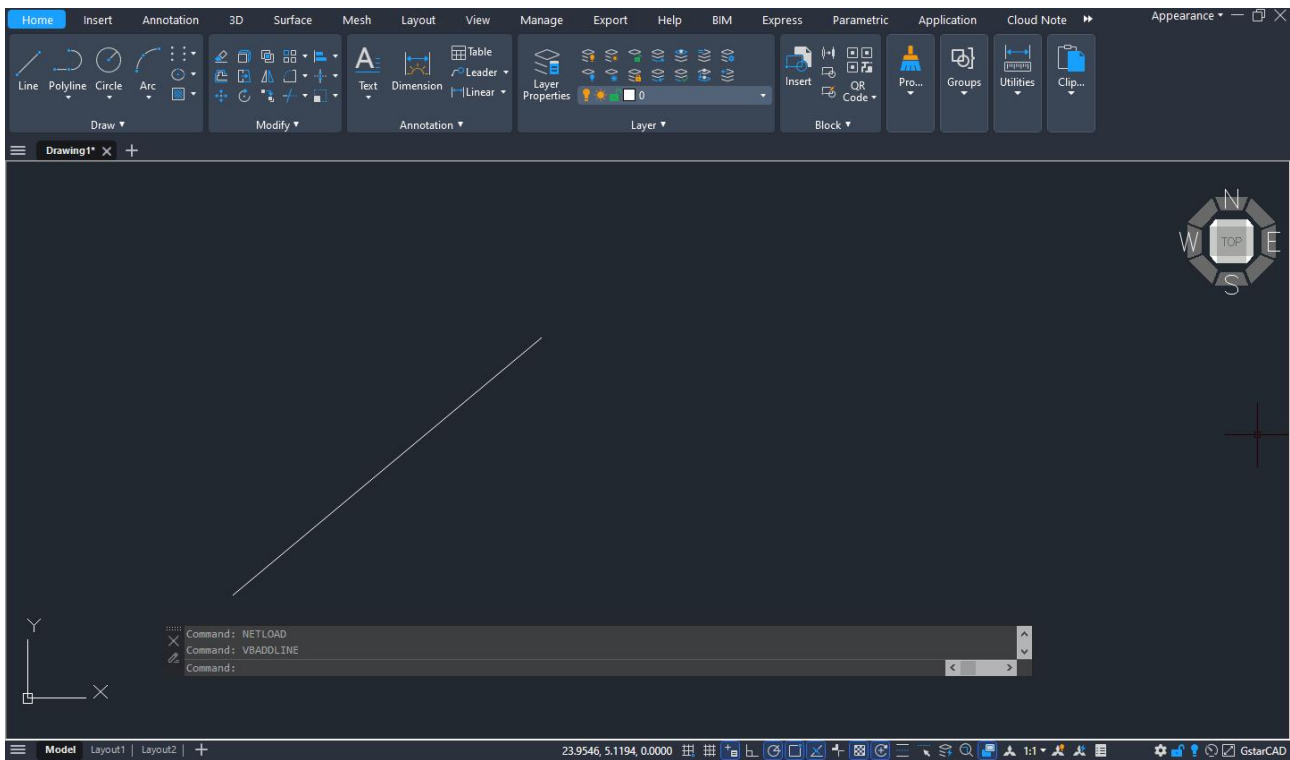 Home Insert Annotation 3D Surface Mesh Layout View Manage Export Help BIM Express Parametric Application Cloud Note Appearance
Line Polyline Circle Arc
Draw
Modify
A Text Dimension
Table
Leader
Linear
Annotation
Layer Properties
0
Layer
Insert
QR Code
Block
Pro...
Groups
Utilities
Clip...
Drawing1*
N
W TOP E
S
Y
X
Command: NETLOAD
Command: VBADDLINE
Command:
Model Layout1 | Layout2 | 23.9546, 5.1194, 0.0000 1:1 GstarCAD